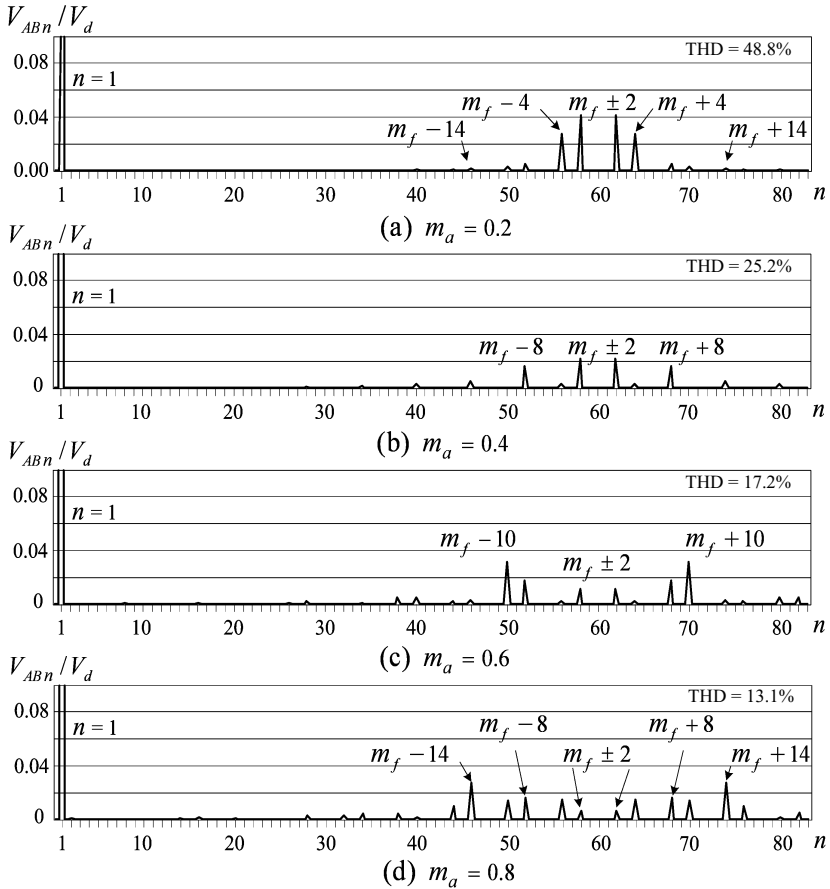 V_ABn / V_d
THD = 48.8%
0.08
n = 1
m_f − 4 m_f ± 2 m_f + 4
0.04
m_f − 14 m_f + 14
0.00
1 10 20 30 40 50 60 70 80 n
(a) m_a = 0.2
V_ABn / V_d
THD = 25.2%
0.08
n = 1
0.04
m_f − 8 m_f ± 2 m_f + 8
0
1 10 20 30 40 50 60 70 80 n
(b) m_a = 0.4
V_ABn / V_d
THD = 17.2%
0.08
n = 1
0.04
m_f − 10 m_f + 10
m_f ± 2
0
1 10 20 30 40 50 60 70 80 n
(c) m_a = 0.6
V_ABn / V_d
THD = 13.1%
0.08
n = 1
m_f − 8 m_f + 8
0.04
m_f − 14 m_f ± 2 m_f + 14
0
1 10 20 30 40 50 60 70 80 n
(d) m_a = 0.8